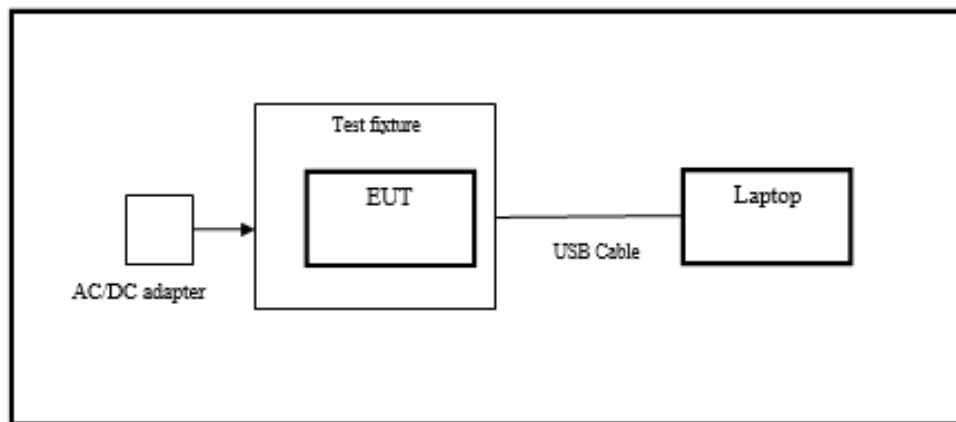 Test fixture
EUT
Laptop
USB Cable
AC/DC adapter